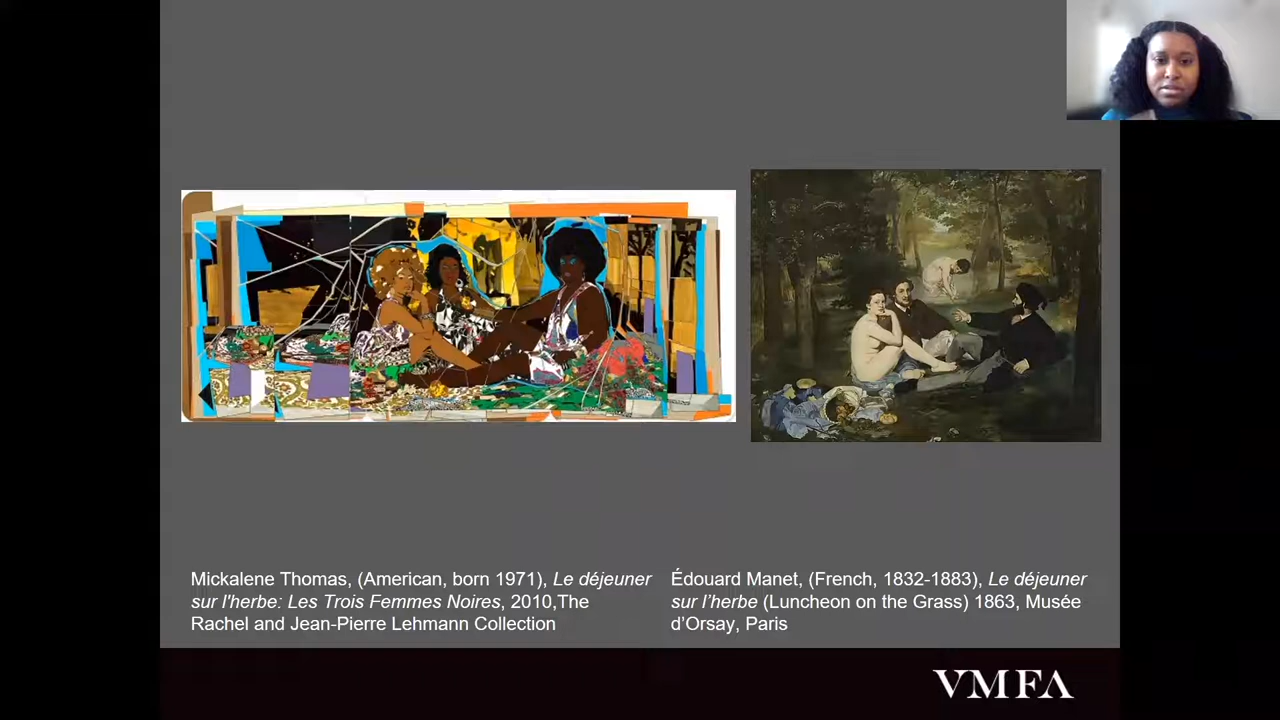 Mickalene Thomas, (American, born 1971), Le déjeuner
sur l'herbe: Les Trois Femmes Noires, 2010,The
Rachel and Jean-Pierre Lehmann Collection
Édouard Manet, (French, 1832-1883), Le déjeuner
sur l’herbe (Luncheon on the Grass) 1863, Musée
d’Orsay, Paris
VMFA